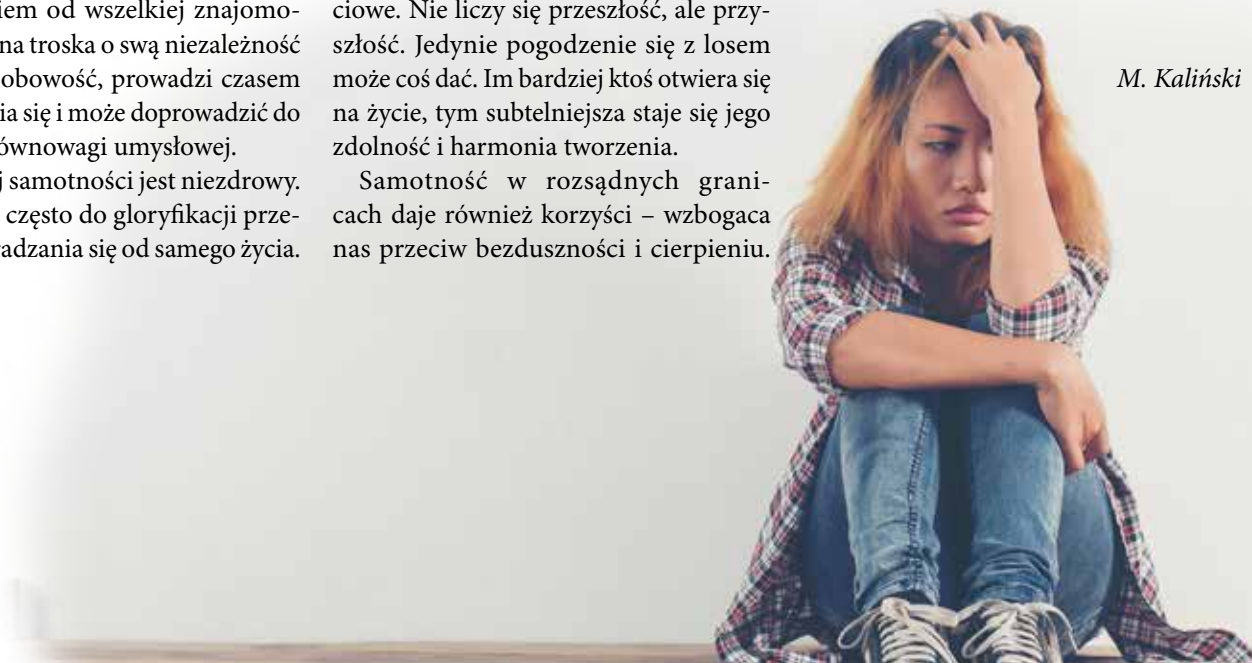 iem od wszelkiej znajomo-
na troska o swą niezależność
obowość, prowadzi czasem
ia się i może doprowadzić do
ównowagi umysłowej.
j samotności jest niezdrowy.
często do gloryfikacji prze-
adzania się od samego życia.
ciowe. Nie liczy się przeszłość, ale przy-
szłość. Jedynie pogodzenie się z losem
może coś dać. Im bardziej ktoś otwiera się
na życie, tym subtelniejsza staje się jego
zdolność i harmonia tworzenia.
Samotność w rozsądnych grani-
cach daje również korzyści – wzbogaca
nas przeciw bezduszności i cierpieniu.
M. Kaliński